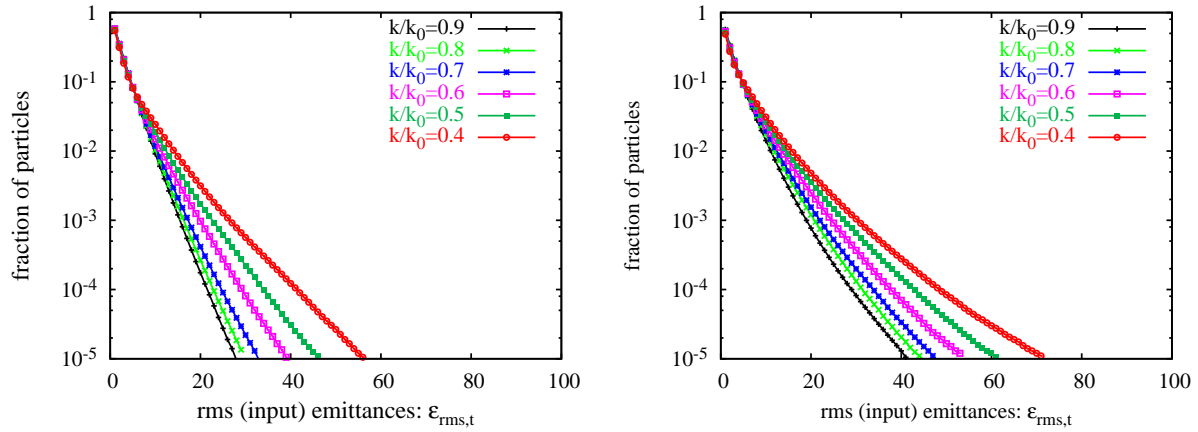 1
10⁻¹
10⁻²
10⁻³
10⁻⁴
10⁻⁵
fraction of particles
0 20 40 60 80 100
rms (input) emittances: εrms,t
k/k0=0.9
k/k0=0.8
k/k0=0.7
k/k0=0.6
k/k0=0.5
k/k0=0.4
1
10⁻¹
10⁻²
10⁻³
10⁻⁴
10⁻⁵
fraction of particles
0 20 40 60 80 100
rms (input) emittances: εrms,t
k/k0=0.9
k/k0=0.8
k/k0=0.7
k/k0=0.6
k/k0=0.5
k/k0=0.4